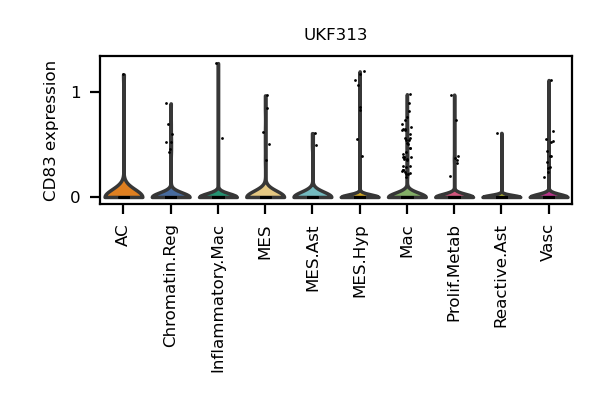 UKF313
CD83 expression
1
0
AC
Chromatin.Reg
Inflammatory.Mac
MES
MES.Ast
MES.Hyp
Mac
Prolif.Metab
Reactive.Ast
Vasc